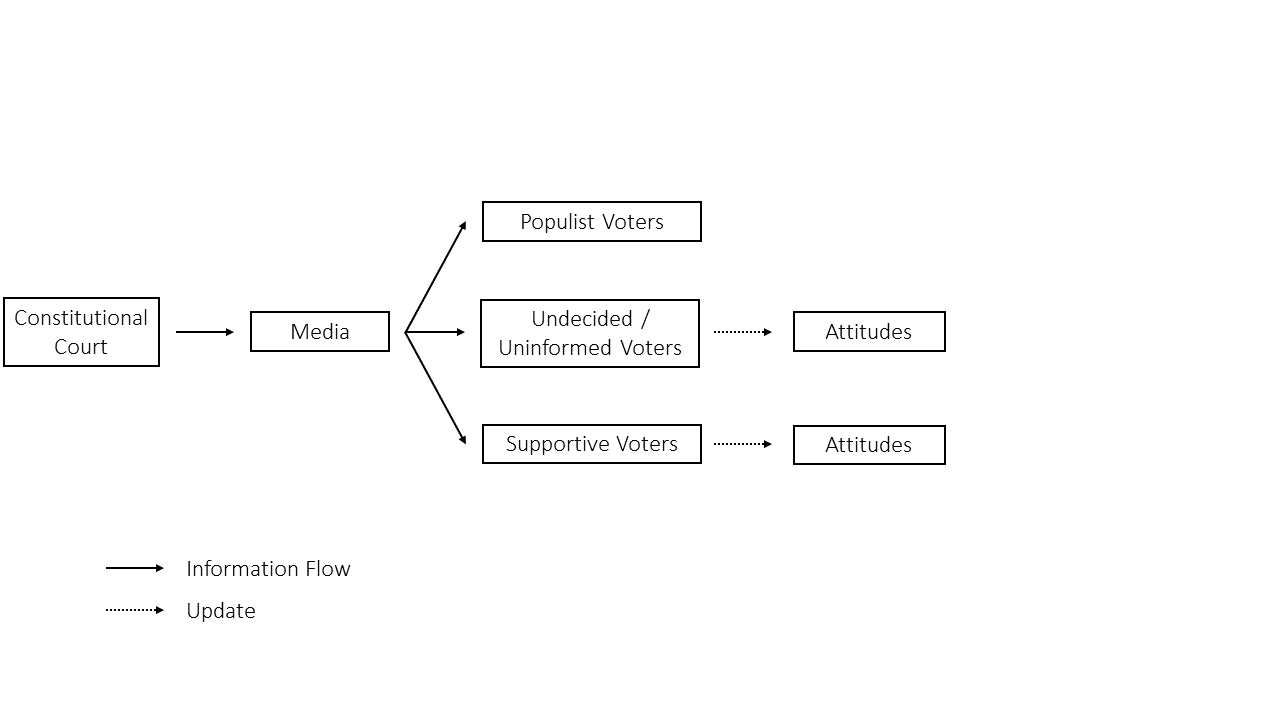 Populist Voters
Constitutional
Court
Media
Undecided /
Uninformed Voters
Attitudes
Supportive Voters
Attitudes
Information Flow
Update